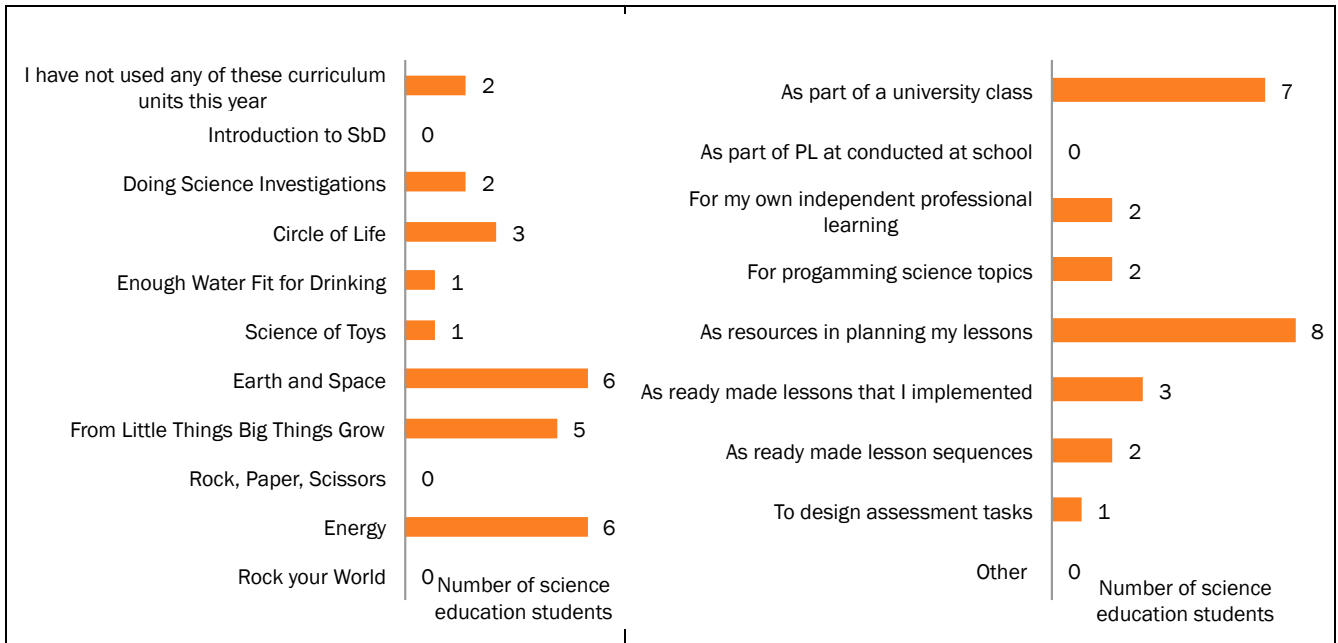 I have not used any of these curriculum
units this year
2
Introduction to SbD
0
Doing Science Investigations
2
Circle of Life
3
Enough Water Fit for Drinking
1
Science of Toys
1
Earth and Space
6
From Little Things Big Things Grow
5
Rock, Paper, Scissors
0
Energy
6
Rock your World
0
Number of science
education students
As part of a university class
7
As part of PL at conducted at school
0
For my own independent professional
learning
2
For progamming science topics
2
As resources in planning my lessons
8
As ready made lessons that I implemented
3
As ready made lesson sequences
2
To design assessment tasks
1
Other
0
Number of science
education students